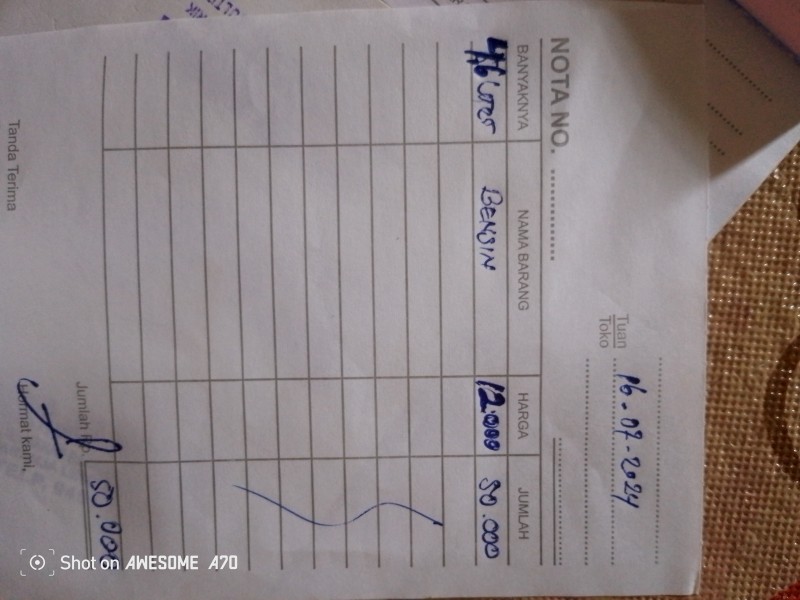 16-07-2024
Tuan
Toko
NOTA NO.
BANYAKNYA NAMA BARANG HARGA JUMLAH
BENSIN 12.000 50.000
Jumlah Rp. 50.000
Tanda Terima Hormat kami,
Shot on AWESOME A70